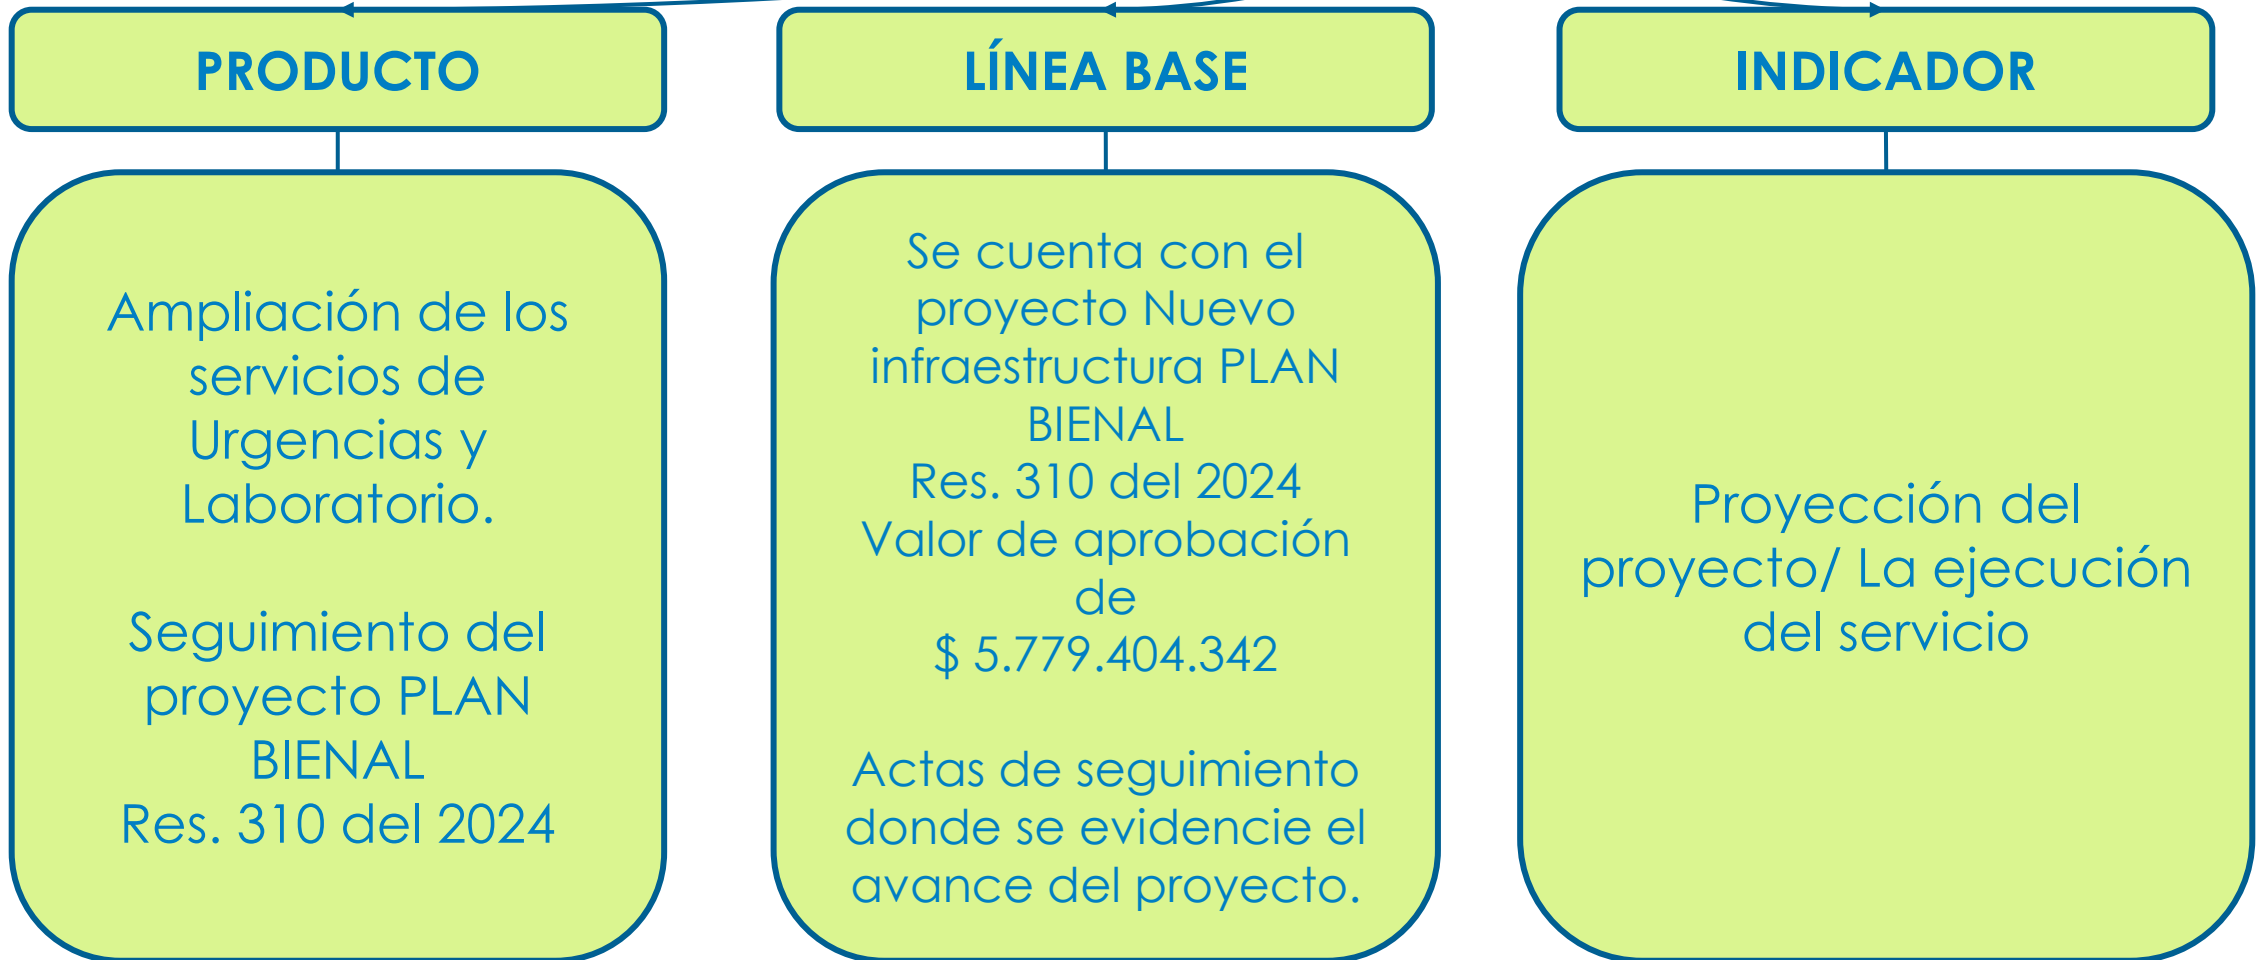 PRODUCTO
Ampliación de los
servicios de
Urgencias y
Laboratorio.
Seguimiento del
proyecto PLAN
BIENAL
Res. 310 del 2024
LÍNEA BASE
Se cuenta con el
proyecto Nuevo
infraestructura PLAN
BIENAL
Res. 310 del 2024
Valor de aprobación
de
$ 5.779.404.342
Actas de seguimiento
donde se evidencie el
avance del proyecto.
INDICADOR
Proyección del
proyecto/ La ejecución
del servicio